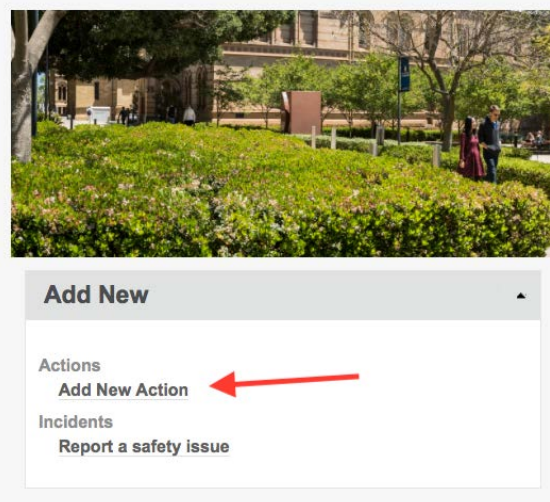 Add New
Actions
Add New Action
Incidents
Report a safety issue